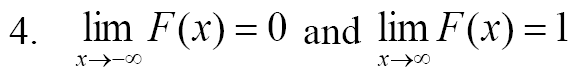 4. lim F(x) = 0 and lim F(x) = 1
x→−∞ x→∞